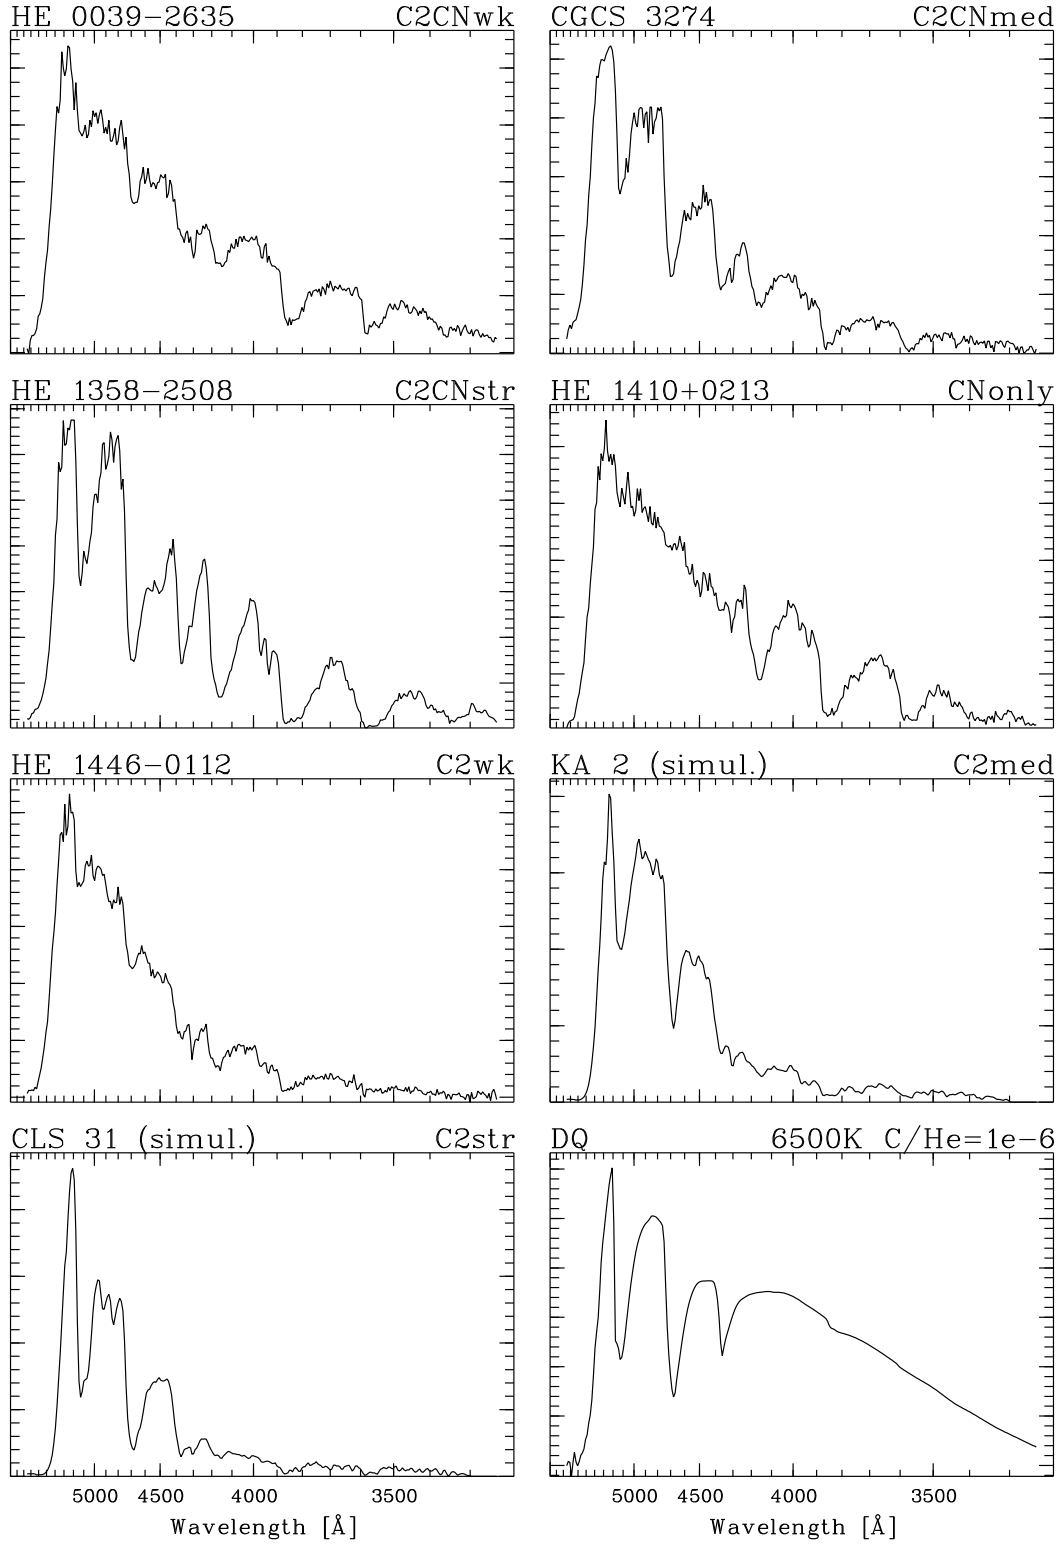 HE 0039−2635 C2CNwk
CGCS 3274 C2CNmed
HE 1358−2508 C2CNstr
HE 1410+0213 CNonly
HE 1446−0112 C2wk
KA 2 (simul.) C2med
CLS 31 (simul.) C2str
DQ 6500K C/He=1e−6
5000 4500 4000 3500
5000 4500 4000 3500
Wavelength [Å]
Wavelength [Å]